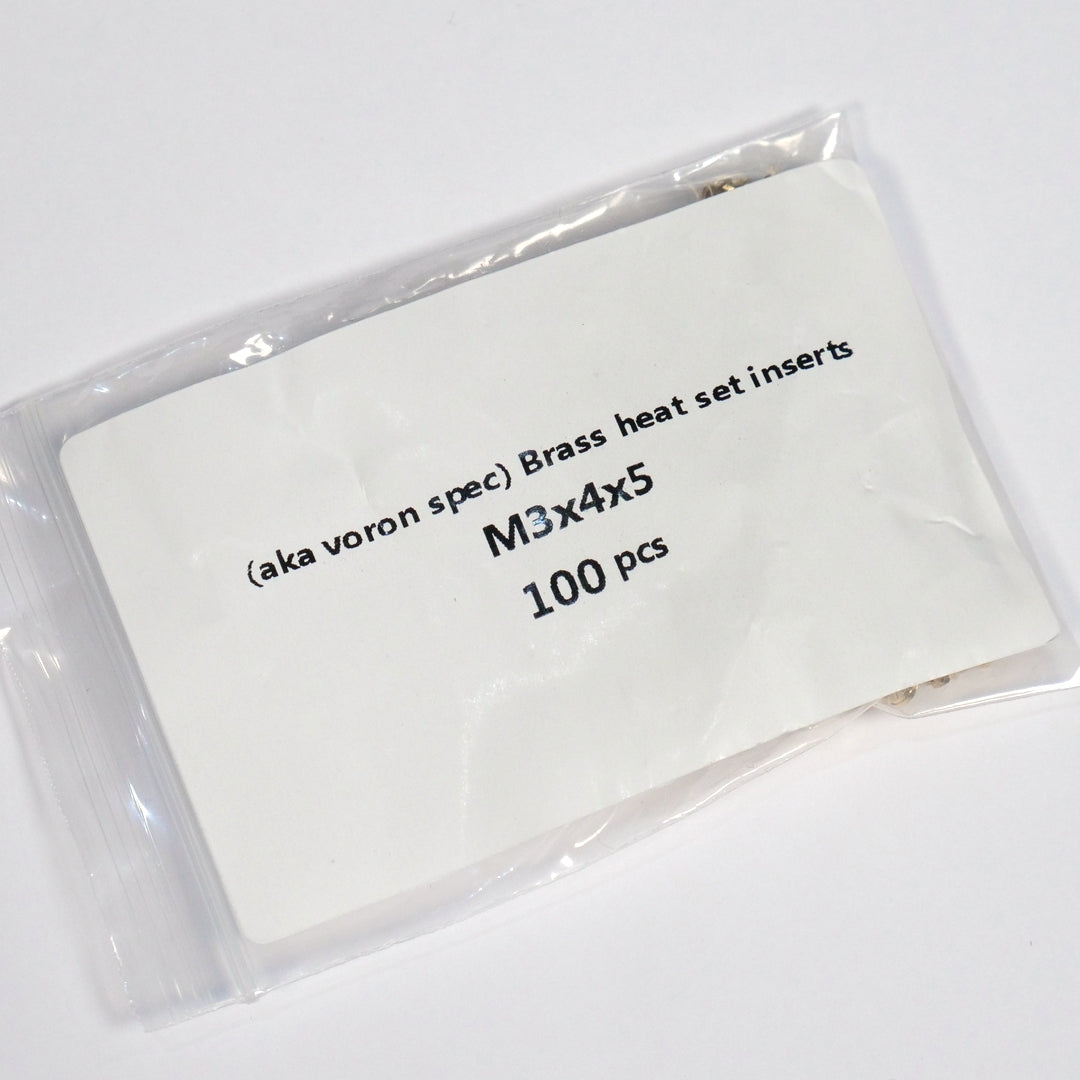 (aka voron spec) Brass heat set inserts
M3x4x5
100 pcs